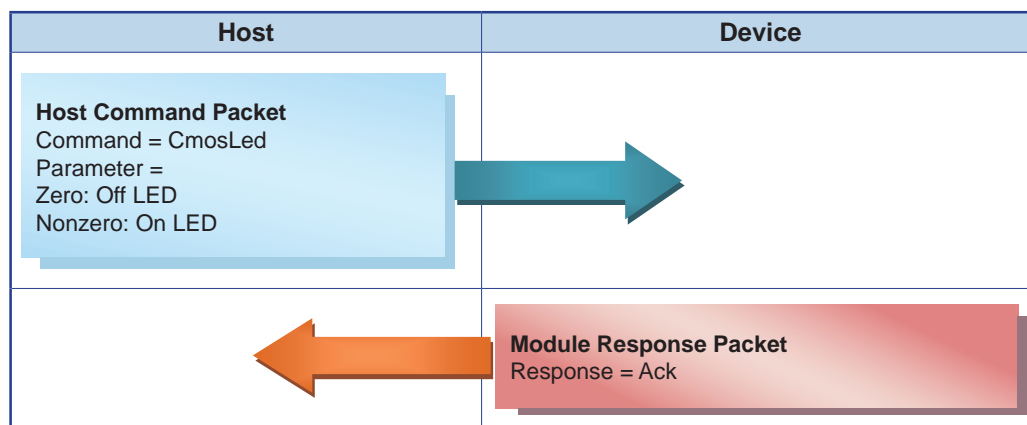 Host
Device
Host Command Packet
Command = CmosLed
Parameter =
Zero: Off LED
Nonzero: On LED
Module Response Packet
Response = Ack